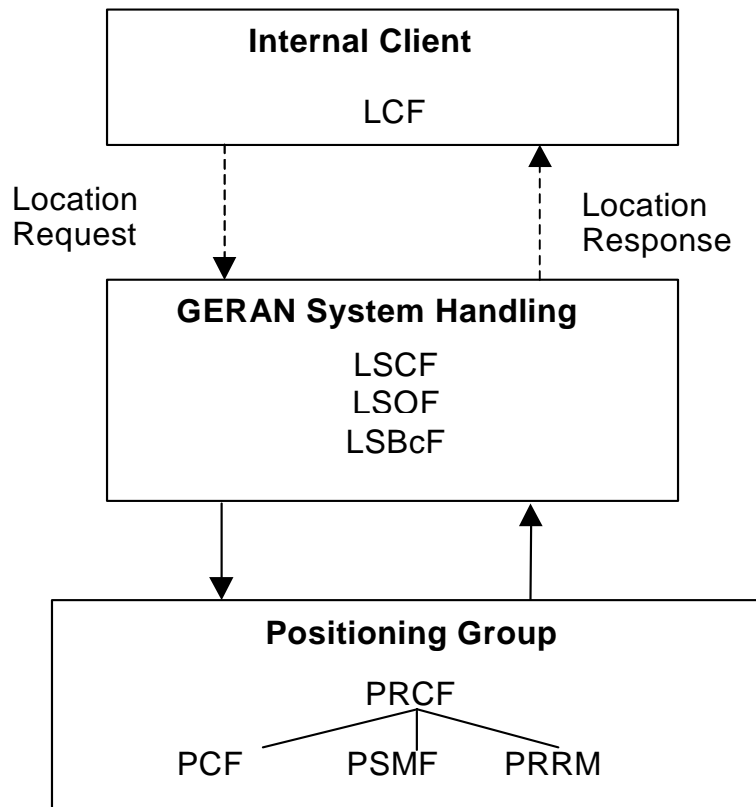 Internal Client
LCF
Location
Request
Location
Response
GERAN System Handling
LSCF
LSOF
LSBcF
Positioning Group
PRCF
PCF PSMF PRRM